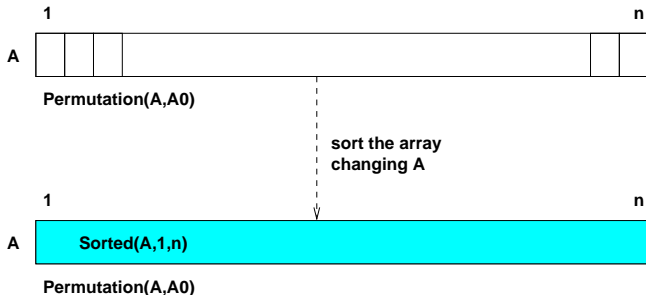 1 n
A
Permutation(A,A0)
sort the array
changing A
1 n
A Sorted(A,1,n)
Permutation(A,A0)